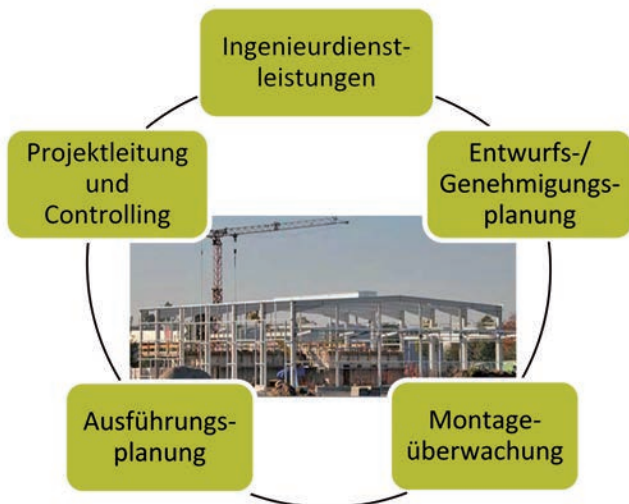 Ingenieurdienst-
leistungen
Projektleitung
und
Controlling
Entwurfs-/
Genehmigungs-
planung
Ausführungs-
planung
Montage-
überwachung